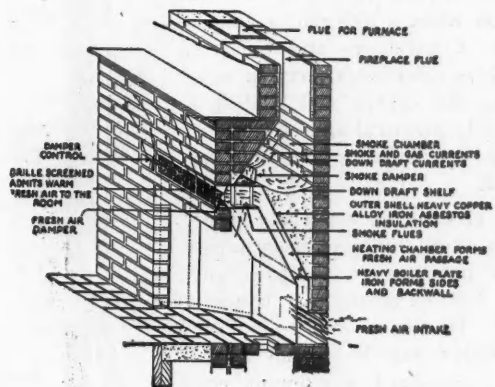 FLUE FOR FURNACE
FIREPLACE FLUE
DAMPER
CONTROL
GRILLE SCREENED
ADMITS WARM
FRESH AIR TO THE
ROOM
FRESH AIR
DAMPER
SMOKE CHAMBER
SMOKE AND GAS CURRENTS
DOWN DRAFT CURRENTS
SMOKE DAMPER
DOWN DRAFT SHELF
OUTER SHELL HEAVY COPPER
ALLOY IRON ASBESTOS
INSULATION
SMOKE FLUES
HEATING CHAMBER FORMS
FRESH AIR PASSAGE
HEAVY BOILER PLATE
IRON FORMS SIDES
AND BACKWALL
FRESH AIR INTAKE